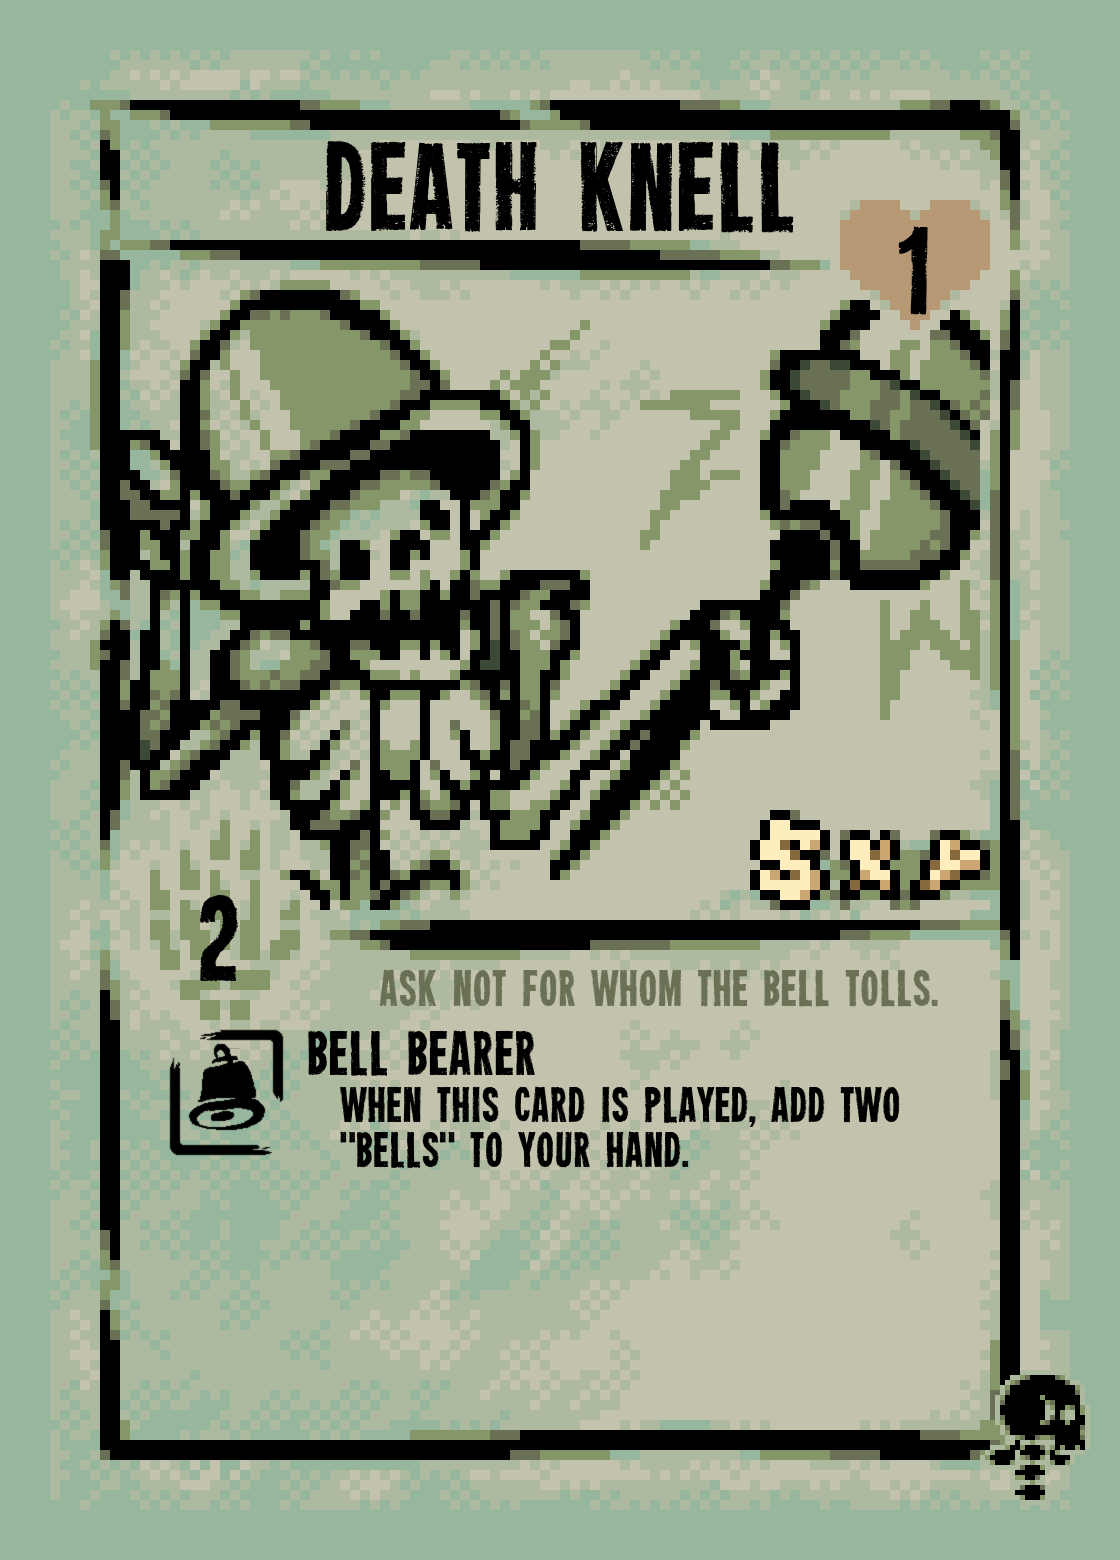 DEATH KNELL
1
2
ASK NOT FOR WHOM THE BELL TOLLS.
BELL BEARER
WHEN THIS CARD IS PLAYED, ADD TWO
"BELLS" TO YOUR HAND.